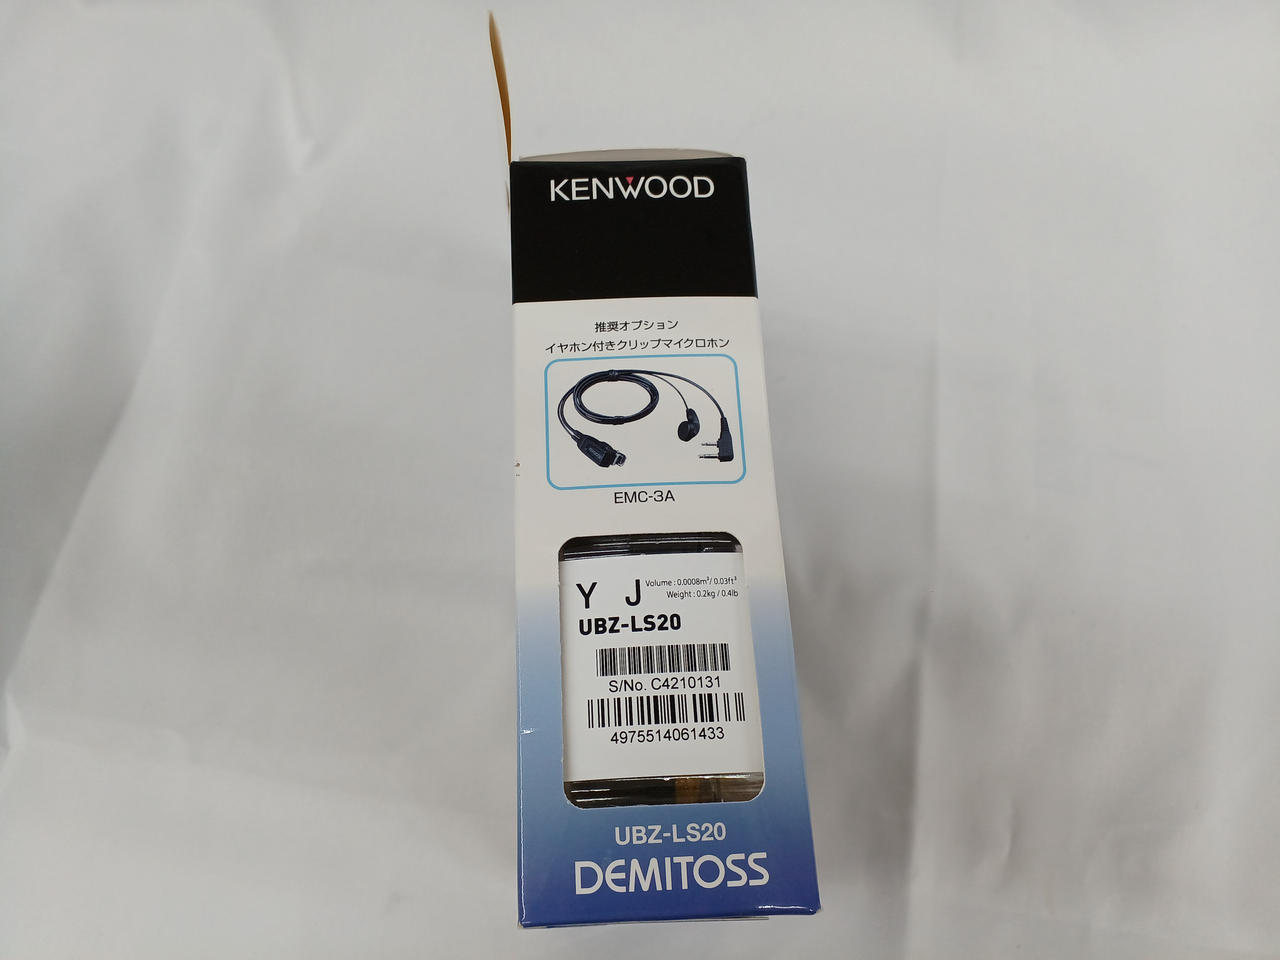 KENWOOD
推奨オプション
イヤホン付きクリップマイクロホン
EMC-3A
Y J
Volume : 0.0008m³/ 0.03ft³
Weight : 0.2kg / 0.4lb
UBZ-LS20
S/No. C4210131
4975514061433
UBZ-LS20
DEMITOSS